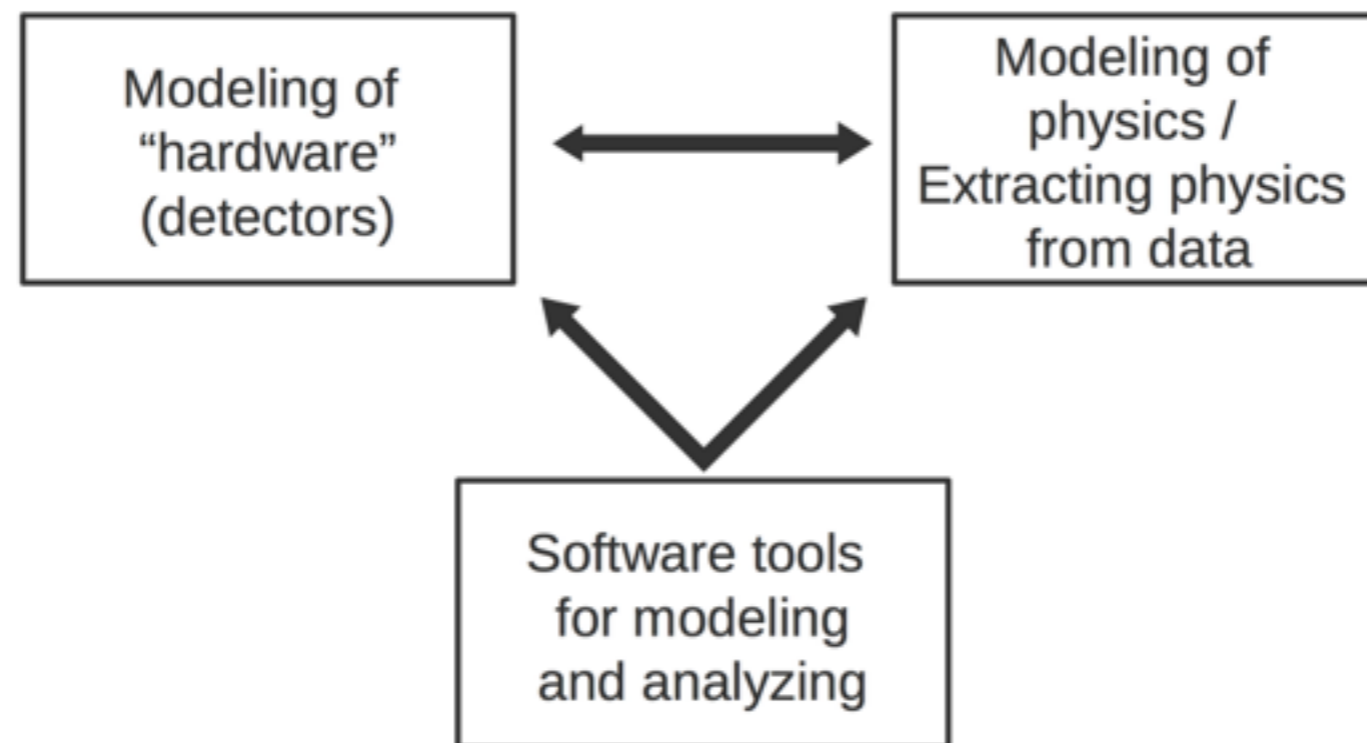 Modeling of
“hardware”
(detectors)
Modeling of
physics /
Extracting physics
from data
Software tools
for modeling
and analyzing